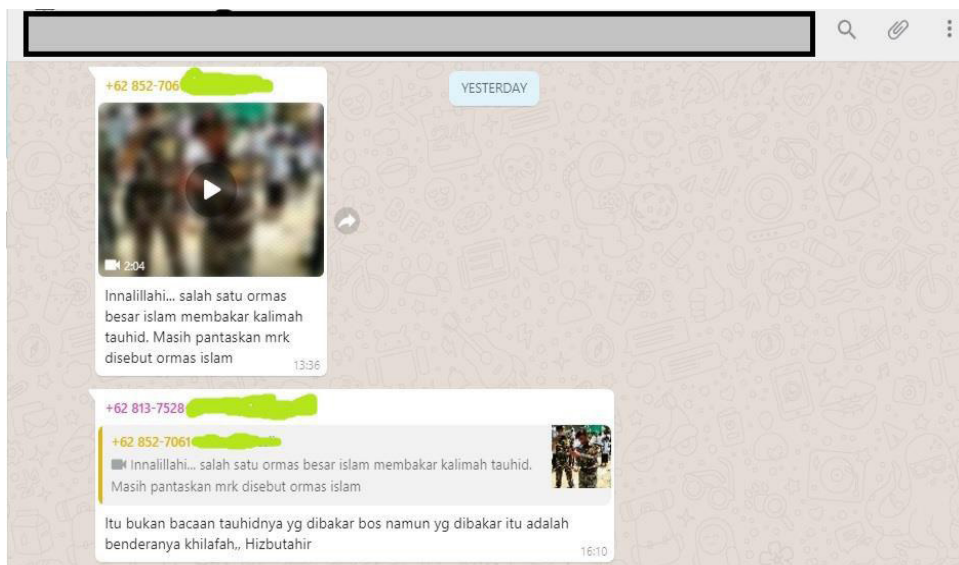 +62 852-706
YESTERDAY
2:04
Innalillahi... salah satu ormas
besar islam membakar kalimah
tauhid. Masih pantaskan mrk
disebut ormas islam
13:36
+62 813-7528
+62 852-7061
Innalillahi... salah satu ormas besar islam membakar kalimah tauhid.
Masih pantaskan mrk disebut ormas islam
Itu bukan bacaan tauhidnya yg dibakar bos namun yg dibakar itu adalah
benderanya khilafah,, Hizbutahir
16:10